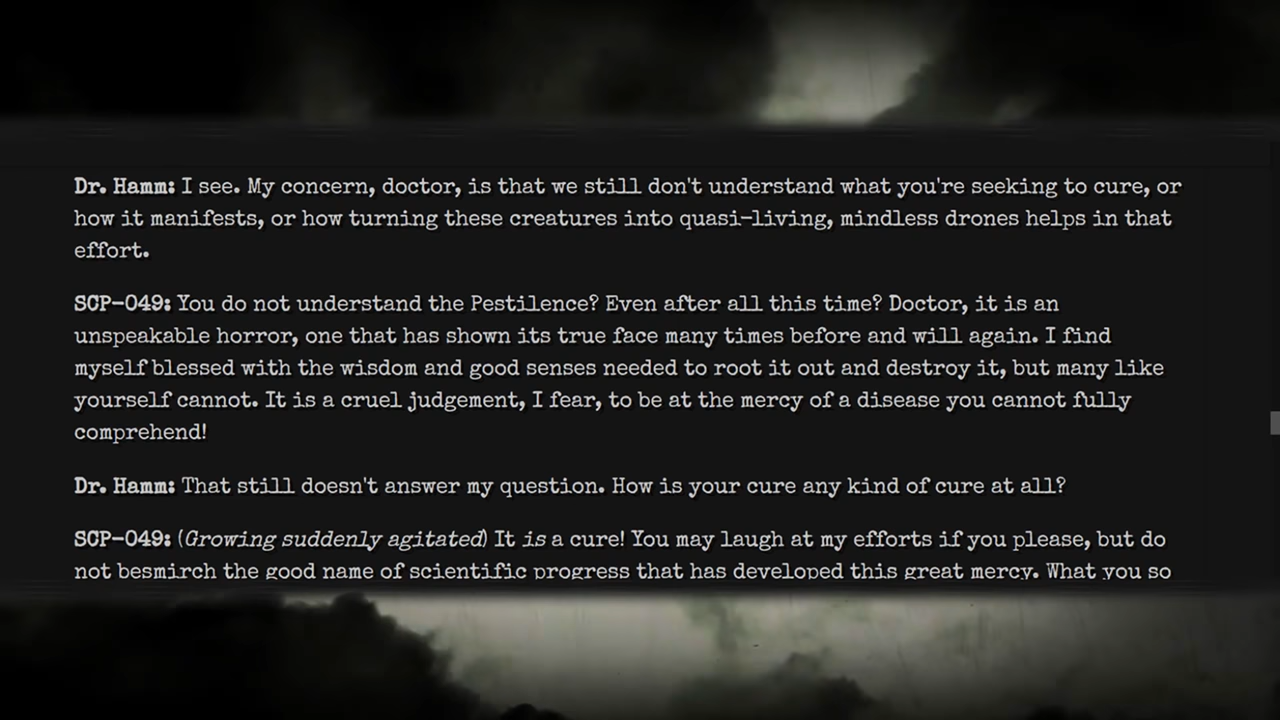 Dr. Hamm: I see. My concern, doctor, is that we still don't understand what you're seeking to cure, or
how it manifests, or how turning these creatures into quasi-living, mindless drones helps in that
effort.
SCP-049: You do not understand the Pestilence? Even after all this time? Doctor, it is an
unspeakable horror, one that has shown its true face many times before and will again. I find
myself blessed with the wisdom and good senses needed to root it out and destroy it, but many like
yourself cannot. It is a cruel judgement, I fear, to be at the mercy of a disease you cannot fully
comprehend!
Dr. Hamm: That still doesn't answer my question. How is your cure any kind of cure at all?
SCP-049: (Growing suddenly agitated) It is a cure! You may laugh at my efforts if you please, but do
not besmirch the good name of scientific progress that has developed this great mercy. What you so